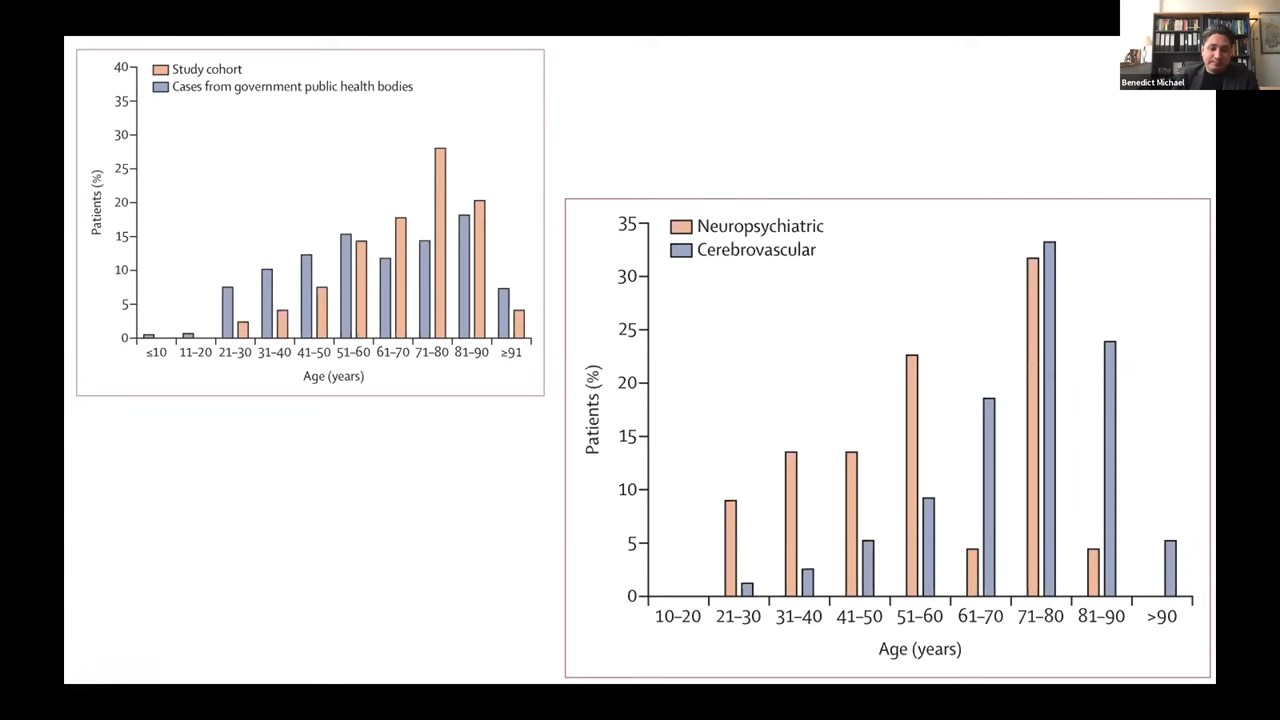 Benedict Michael
Study cohort
Cases from government public health bodies
Patients (%)
40
35
30
25
20
15
10
5
0
≤10 11–20 21–30 31–40 41–50 51–60 61–70 71–80 81–90 ≥91
Age (years)
Neuropsychiatric
Cerebrovascular
Patients (%)
35
30
25
20
15
10
5
0
10–20 21–30 31–40 41–50 51–60 61–70 71–80 81–90 >90
Age (years)